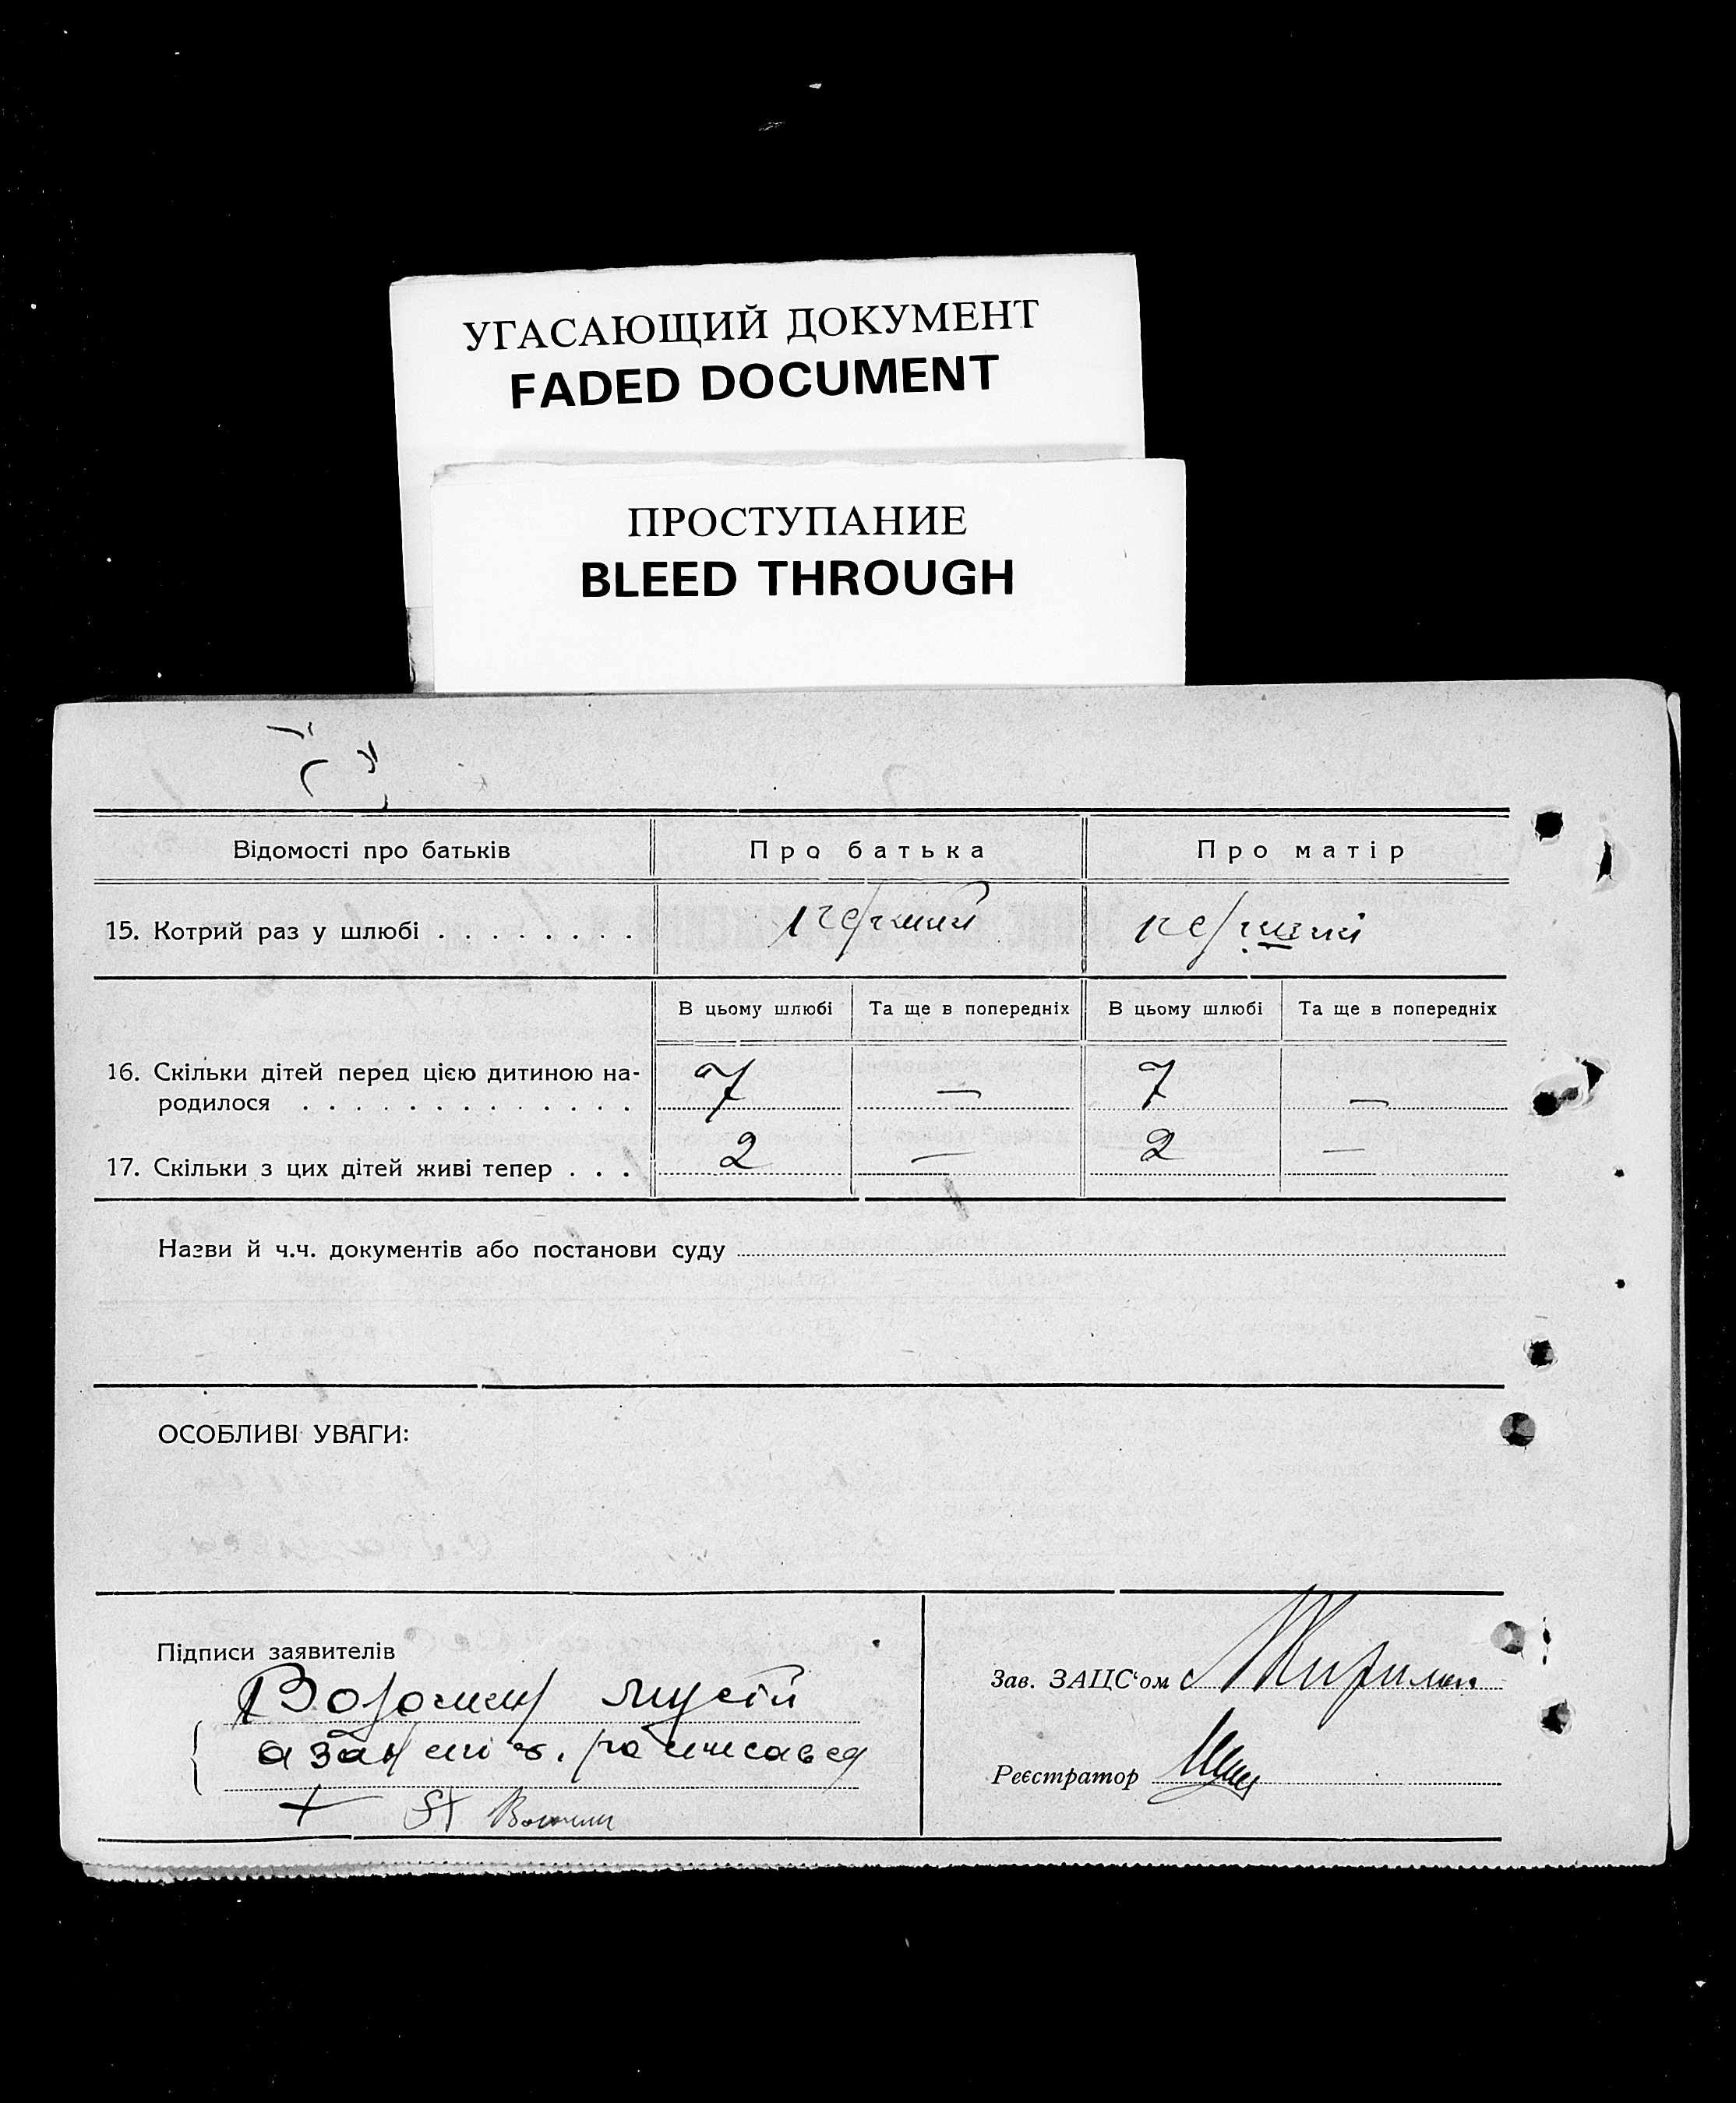 УГАСАЮЩИЙ ДОКУМЕНТ
FADED DOCUMENT
ПРОСТУПАНИЕ
BLEED THROUGH
Відомості про батьків Про батька Про матір
15. Котрий раз у шлюбі . . . . . . . . перший перший
В цьому шлюбі Та ще в попередніх В цьому шлюбі Та ще в попередніх
16. Скільки дітей перед цією дитиною на-
родилося . . . . . . . . . . . . . 7 — 7 —
17. Скільки з цих дітей живі тепер . . . 2 — 2 —
Назви й ч.ч. документів або постанови суду
ОСОБЛИВІ УВАГИ:
Підписи заявителів
Зав. ЗАЦС'ом
а за
Реєстратор
+